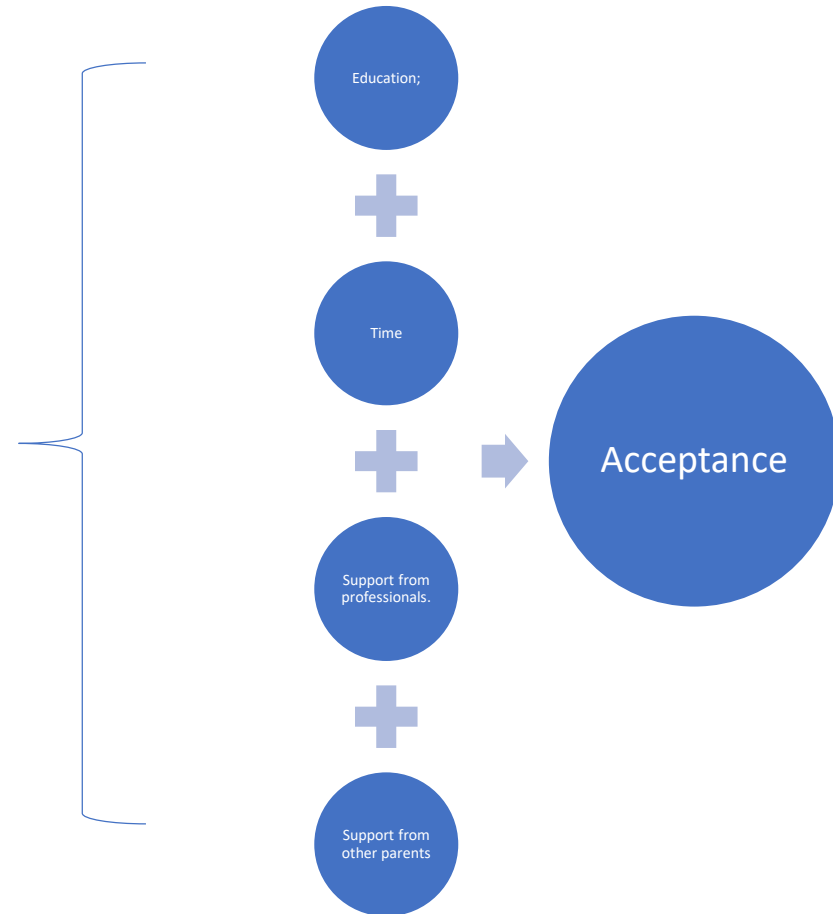 Education;
Time
Acceptance
Support from
professionals.
Support from
other parents